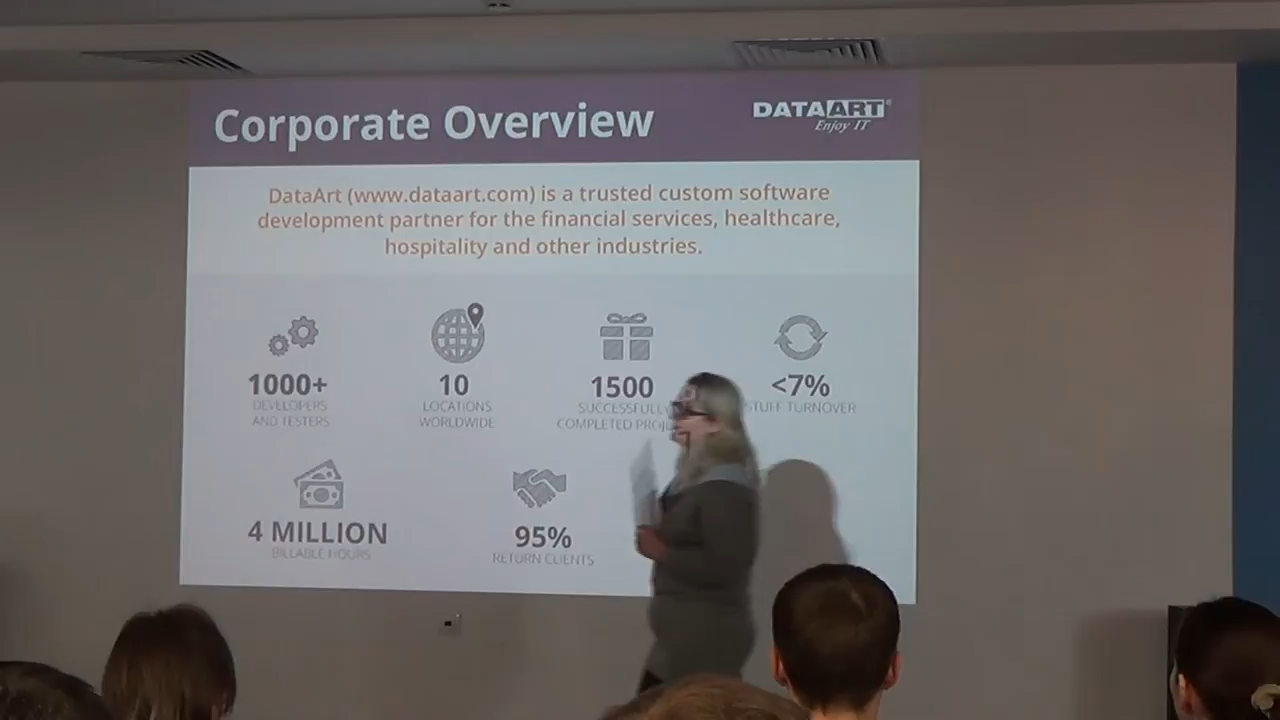 Corporate Overview
DATAART
Enjoy IT
DataArt (www.dataart.com) is a trusted custom software
development partner for the financial services, healthcare,
hospitality and other industries.
1000+
DEVELOPERS
AND TESTERS
10
LOCATIONS
WORLDWIDE
1500
SUCCESSFULLY
COMPLETED
<7%
STUFF TURNOVER
4 MILLION
BILLABLE HOURS
95%
RETURN CLIENTS